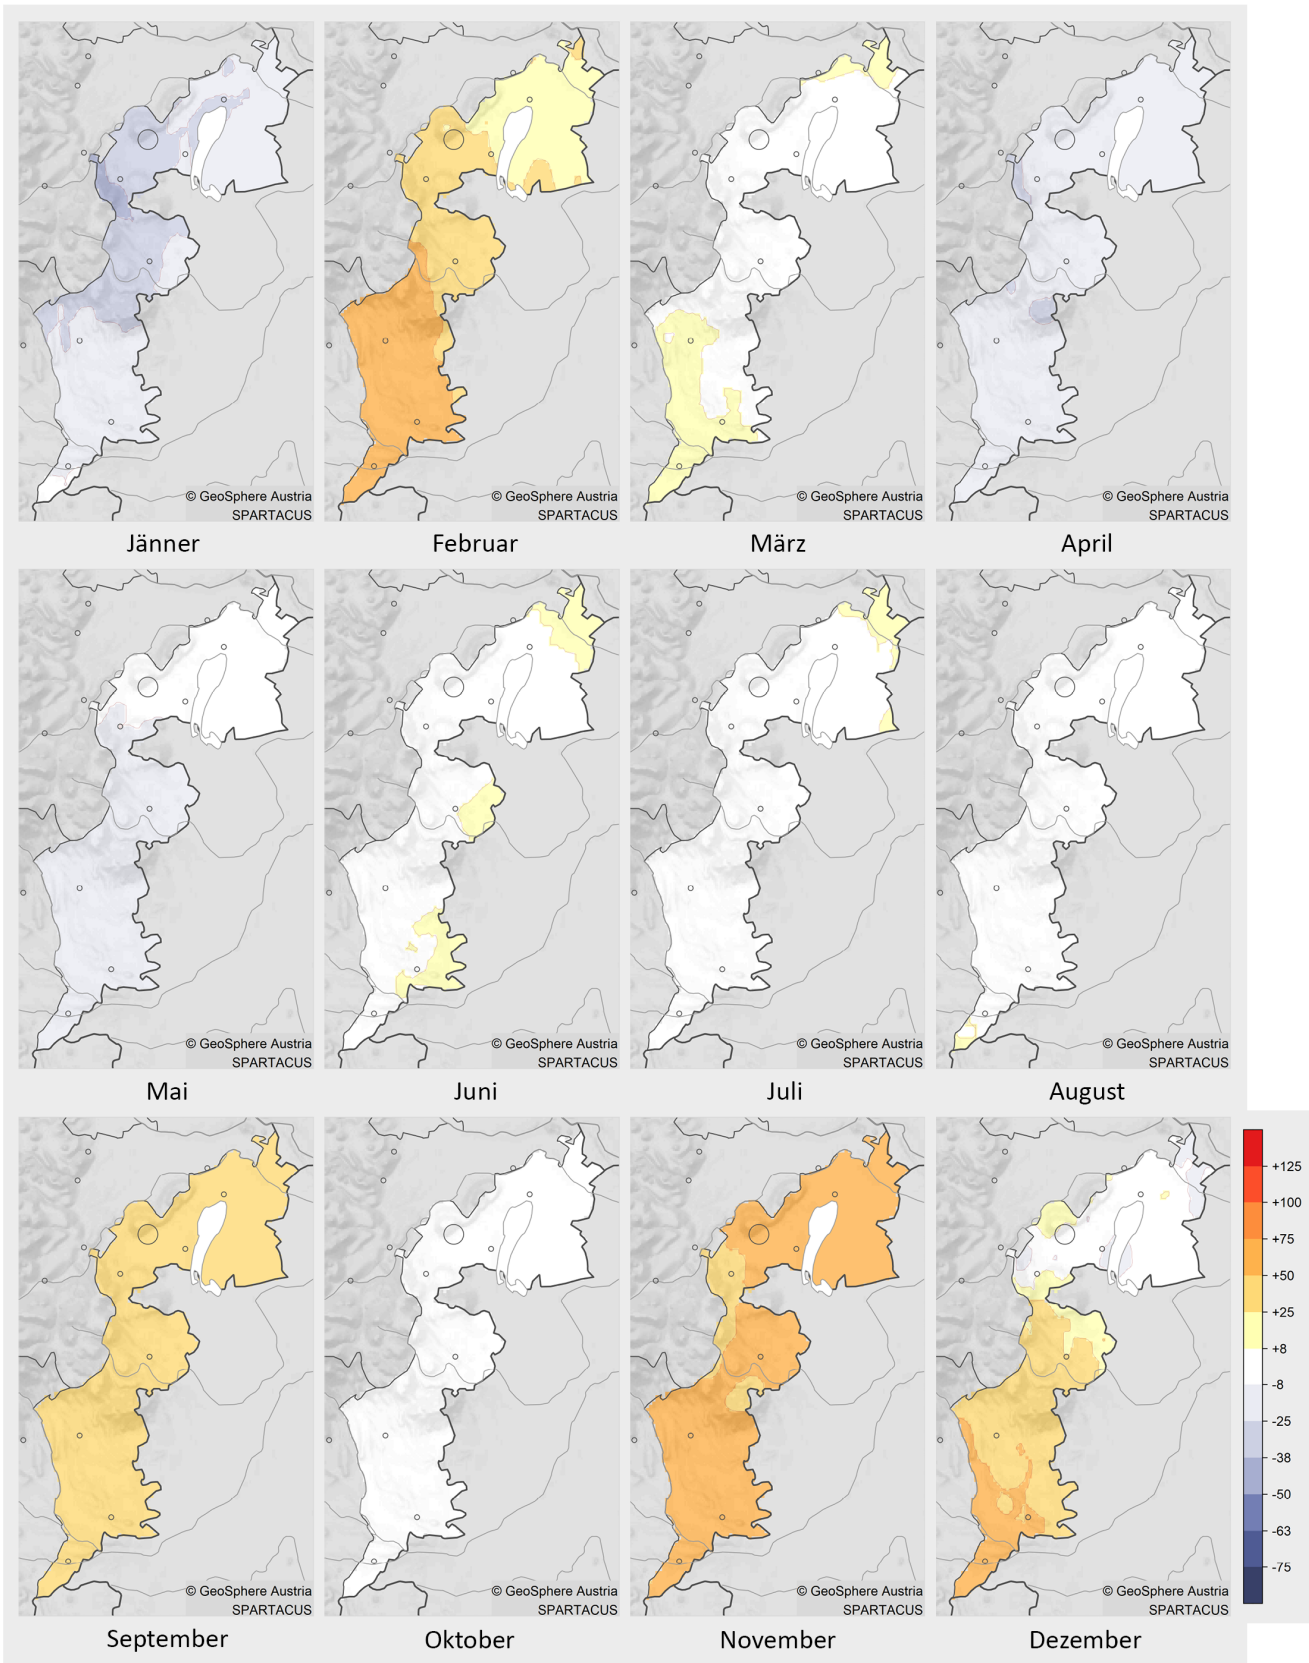 © GeoSphere Austria
SPARTACUS
© GeoSphere Austria
SPARTACUS
© GeoSphere Austria
SPARTACUS
© GeoSphere Austria
SPARTACUS
Jänner
Februar
März
April
© GeoSphere Austria
SPARTACUS
© GeoSphere Austria
SPARTACUS
© GeoSphere Austria
SPARTACUS
© GeoSphere Austria
SPARTACUS
Mai
Juni
Juli
August
+125
+100
+75
+50
+25
+8
-8
-25
-38
-50
-63
-75
© GeoSphere Austria
SPARTACUS
© GeoSphere Austria
SPARTACUS
© GeoSphere Austria
SPARTACUS
© GeoSphere Austria
SPARTACUS
September
Oktober
November
Dezember